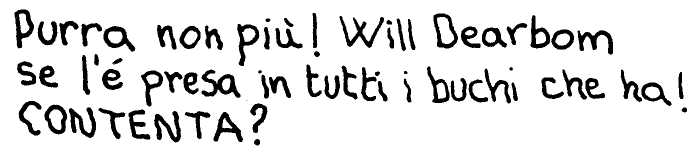 Purra non più! Will Dearbom
se l'é presa in tutti i buchi che ha!
CONTENTA?